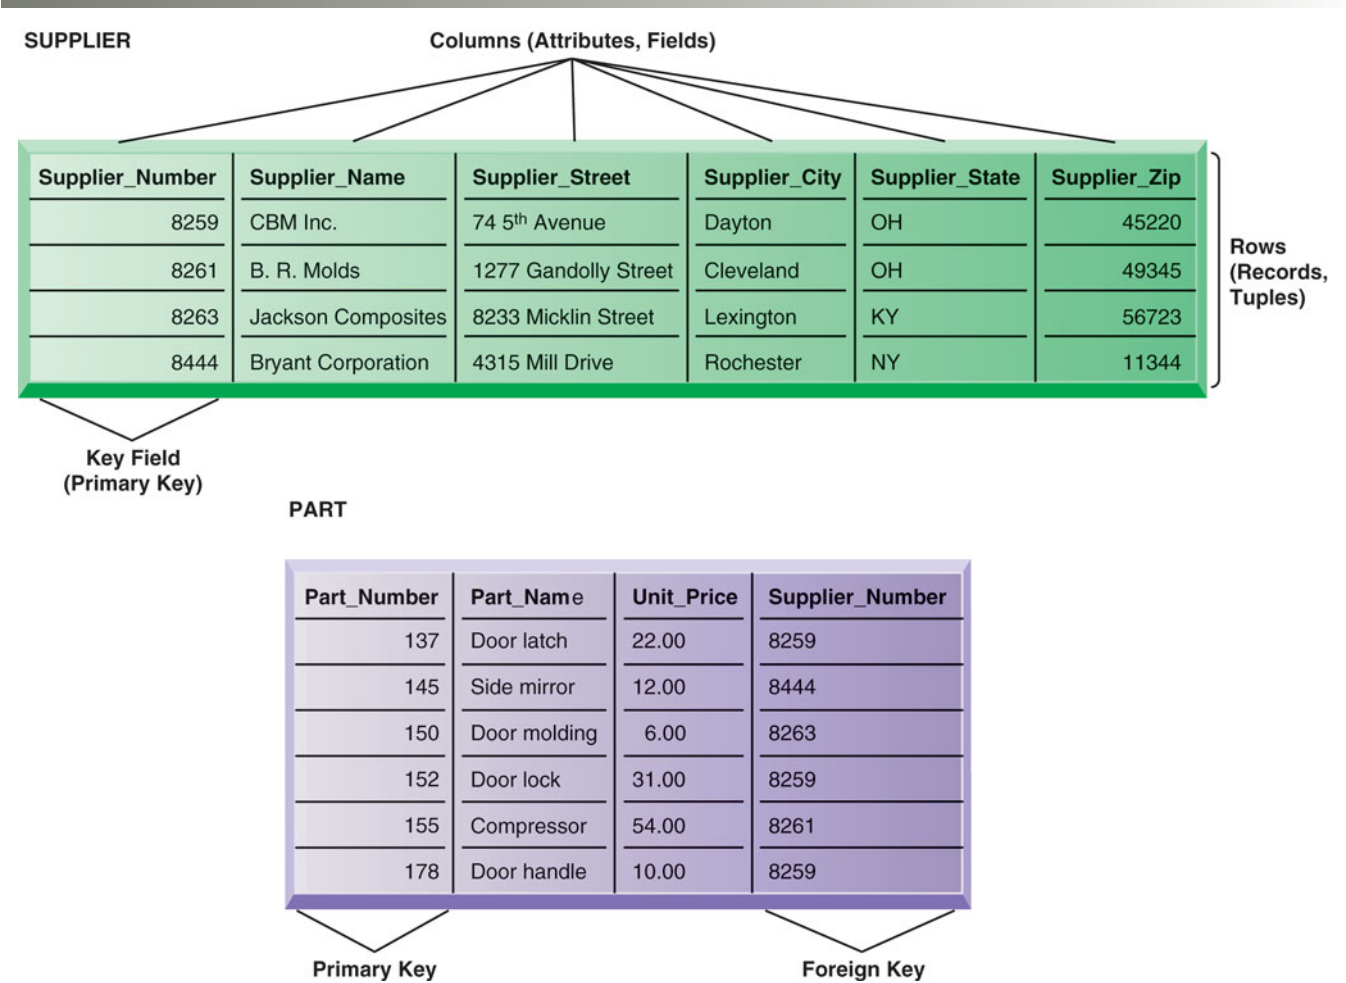 SUPPLIER
Columns (Attributes, Fields)
Supplier_Number Supplier_Name Supplier_Street Supplier_City Supplier_State Supplier_Zip
8259 CBM Inc. 74 5th Avenue Dayton OH 45220
8261 B. R. Molds 1277 Gandolly Street Cleveland OH 49345
8263 Jackson Composites 8233 Micklin Street Lexington KY 56723
8444 Bryant Corporation 4315 Mill Drive Rochester NY 11344
Rows
(Records,
Tuples)
Key Field
(Primary Key)
PART
Part_Number Part_Name Unit_Price Supplier_Number
137 Door latch 22.00 8259
145 Side mirror 12.00 8444
150 Door molding 6.00 8263
152 Door lock 31.00 8259
155 Compressor 54.00 8261
178 Door handle 10.00 8259
Primary Key
Foreign Key